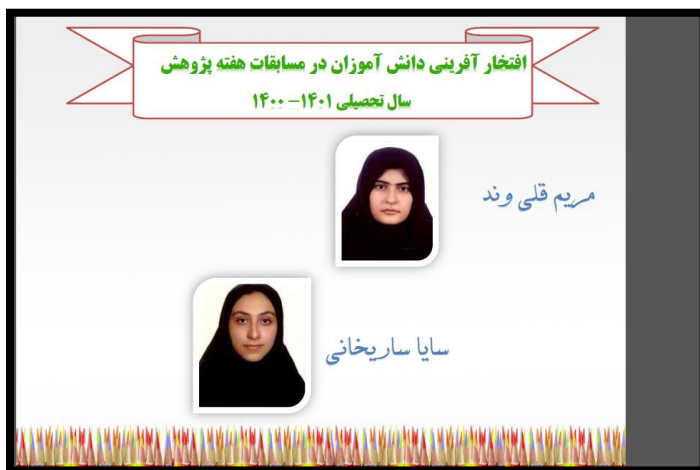 افتخار آفرینی دانش آموزان در مسابقات هفته پژوهش
سال تحصیلی ۱۴۰۱- ۱۴۰۰
مریم قلی وند
سایا ساریخانی